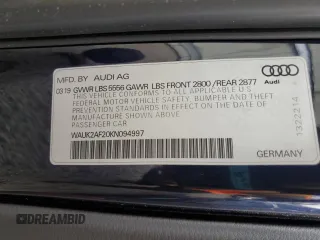 MFD. BY AUDI AG
03.19 GVWR LBS 5556 GAWR LBS FRONT 2800 / REAR 2877
THIS VEHICLE CONFORMS TO ALL APPLICABLE U.S
FEDERAL MOTOR VEHICLE SAFETY, BUMPER AND THEFT
PREVENTION STANDARDS IN EFFECT ON THE DATE OF
MANUFACTURE SHOWN ABOVE
PASSENGER CAR
WAUK2AF20KN094997
GERMANY
DREAMBID